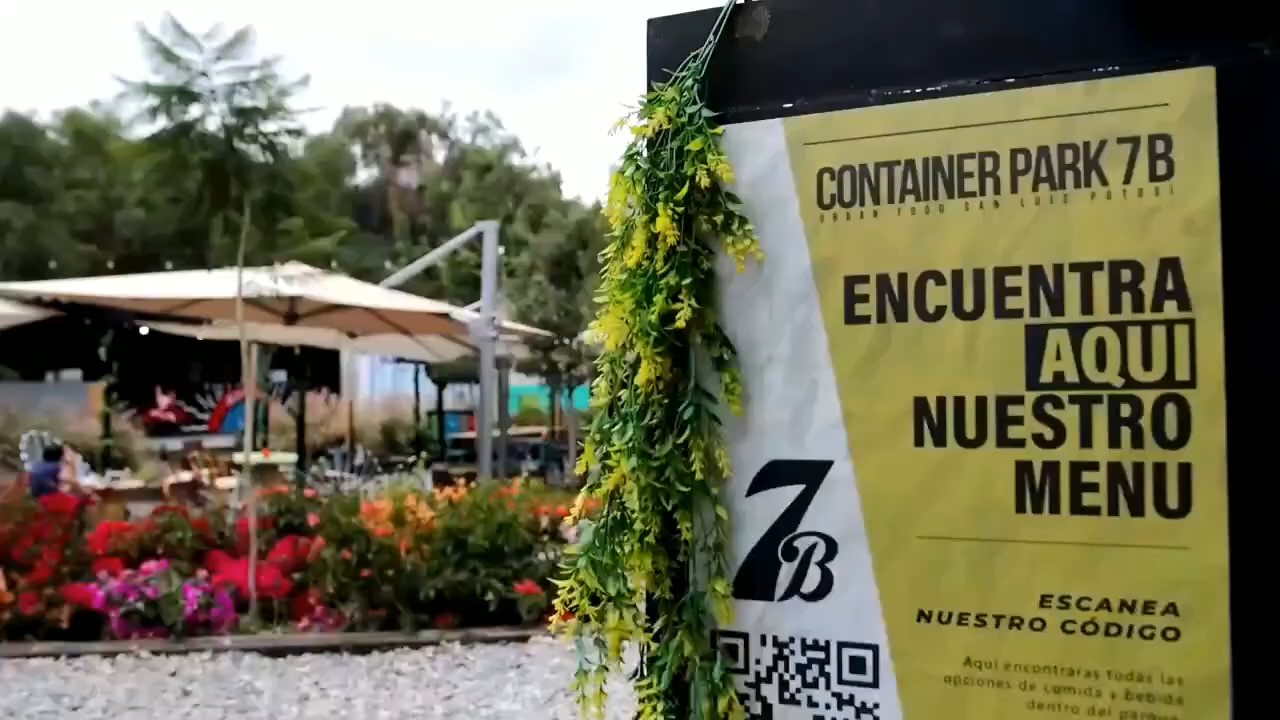 CONTAINER PARK 7B
URBAN FOOD SAN LUIS POTOSI
ENCUENTRA
AQUI
NUESTRO
MENU
7B
ESCANEA
NUESTRO CÓDIGO
Aqui encontraras todas las
opciones de comida y bebida
dentro del parque